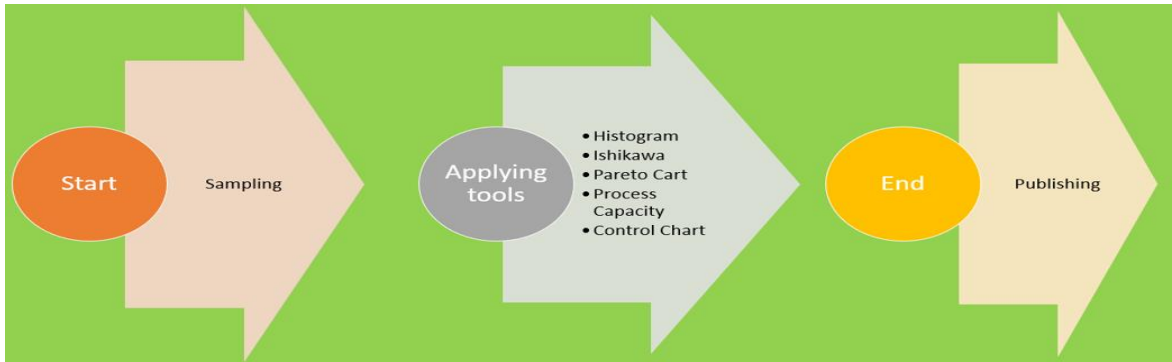 Start
Sampling
Applying
tools
• Histogram
• Ishikawa
• Pareto Cart
• Process
Capacity
• Control Chart
End
Publishing